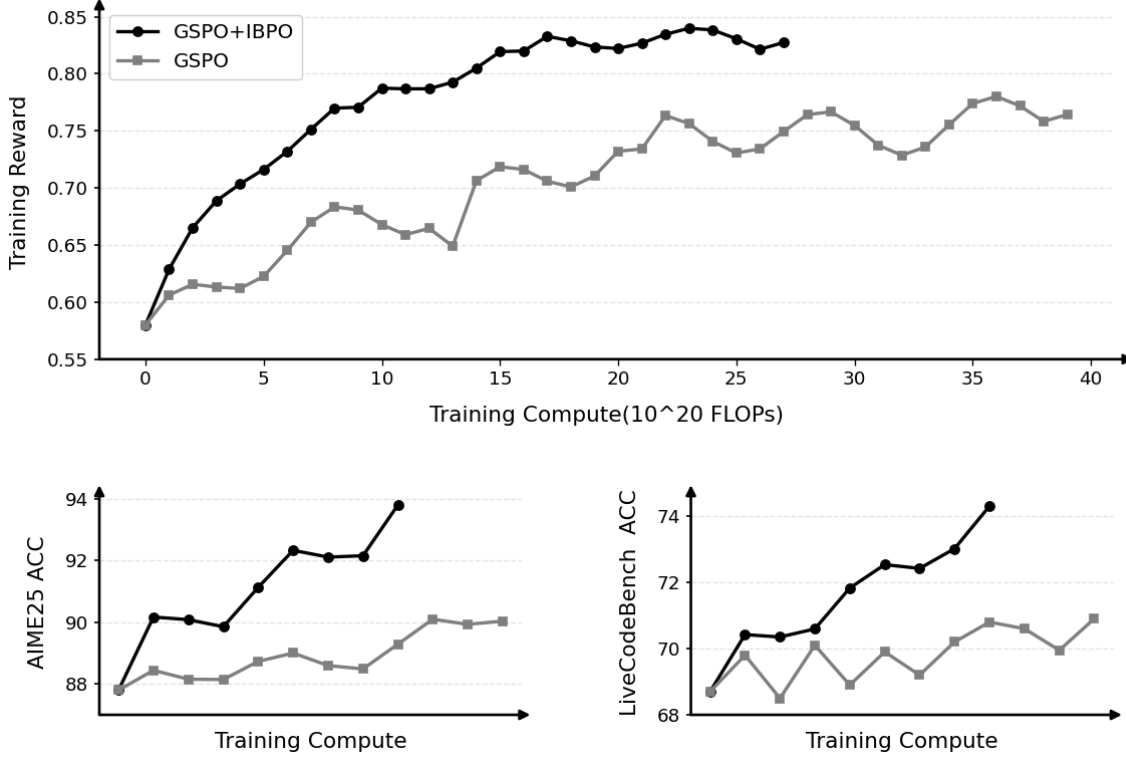 0.85
0.80
0.75
0.70
0.65
0.60
0.55
Training Reward
GSPO+IBPO
GSPO
0 5 10 15 20 25 30 35 40
Training Compute(10^20 FLOPs)
94
92
90
88
AIME25 ACC
Training Compute
74
72
70
68
LiveCodeBench ACC
Training Compute